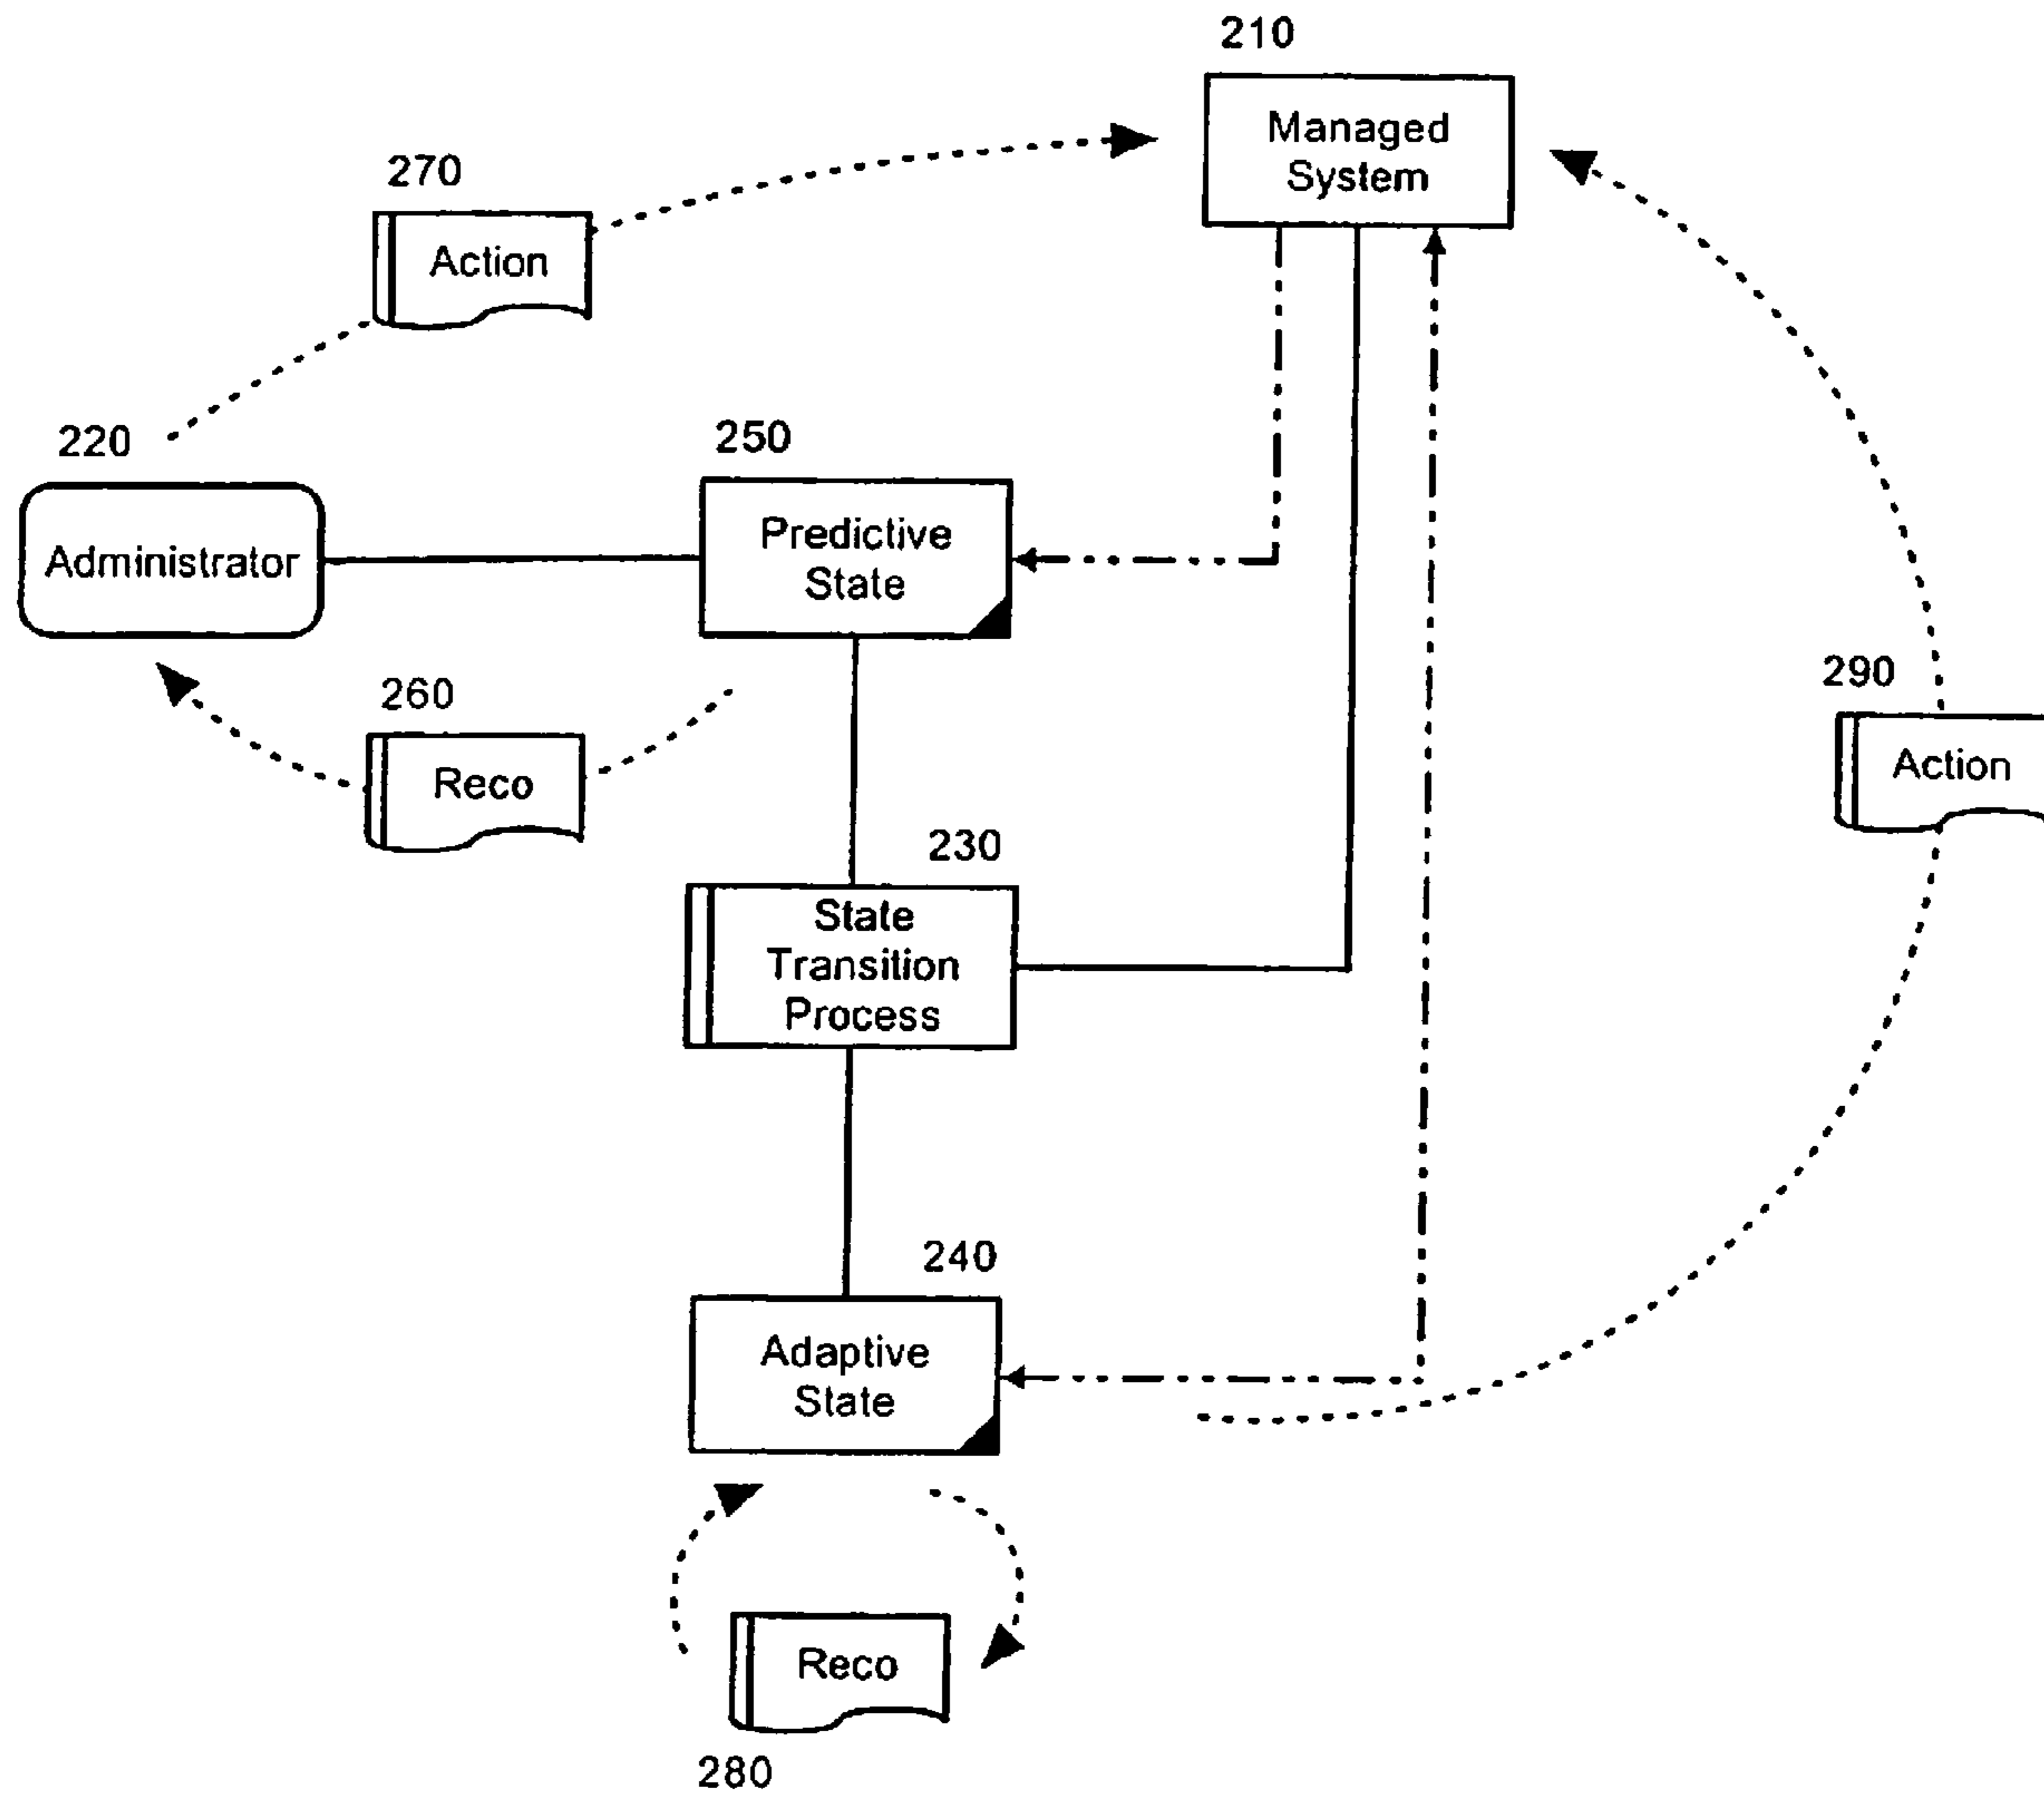 210
Managed
System
270
Action
220
Administrator
250
Predictive
State
260
Reco
290
Action
230
State
Transition
Process
240
Adaptive
State
Reco
280